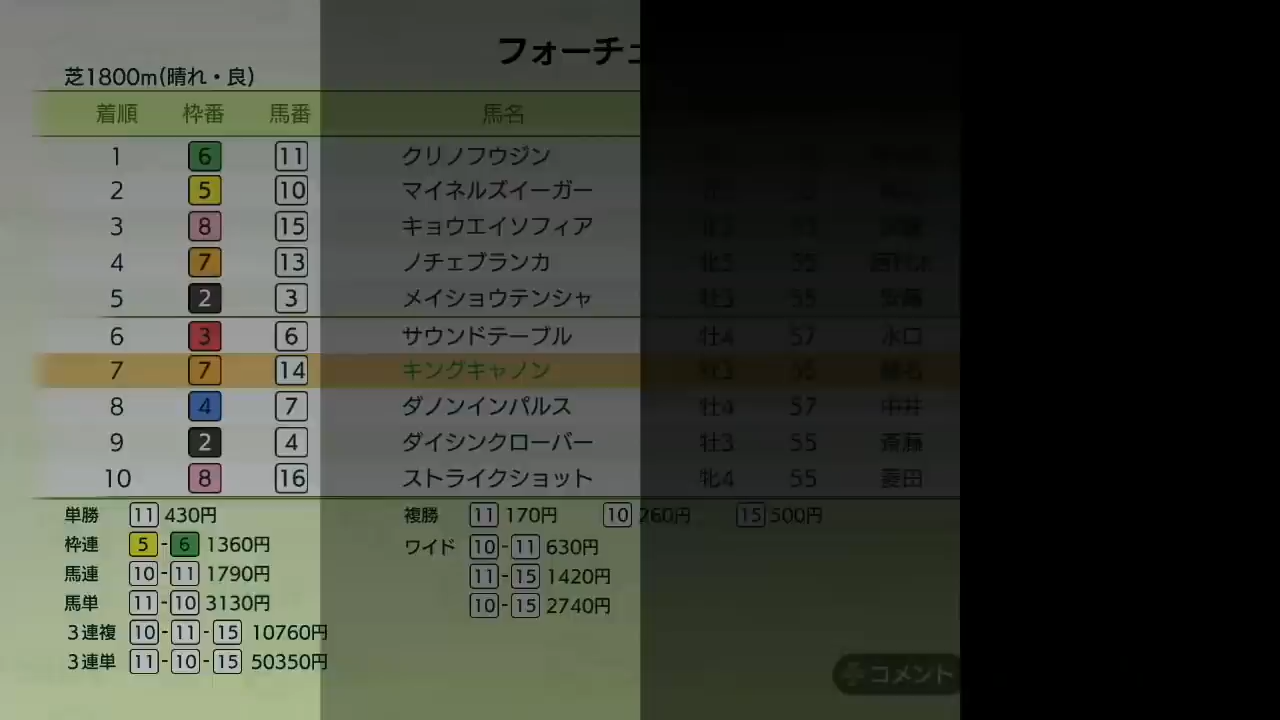 フォーチュ
芝1800m(晴れ・良)
着順 枠番 馬番 馬名
1 6 11 クリノフウジン
2 5 10 マイネルズイーガー
3 8 15 キョウエイソフィア
4 7 13 ノチェブランカ 牝3 55
5 2 3 メイショウテンシャ 牡3 55 安藤
6 3 6 サウンドテーブル 牡4 57 水口
7 7 14 キングキャノン 牡3 55
8 4 7 ダノンインパルス 牡4 57 中井
9 2 4 ダイシンクローバー 牡3 55 斎藤
10 8 16 ストライクショット 牝4 55 菱田
単勝 11 430円 複勝 11 170円 10 260円 15 500円
枠連 5-6 1360円 ワイド 10-11 630円
馬連 10-11 1790円 11-15 1420円
馬単 11-10 3130円 10-15 2740円
3連複 10-11-15 10760円
3連単 11-10-15 50350円
コメント